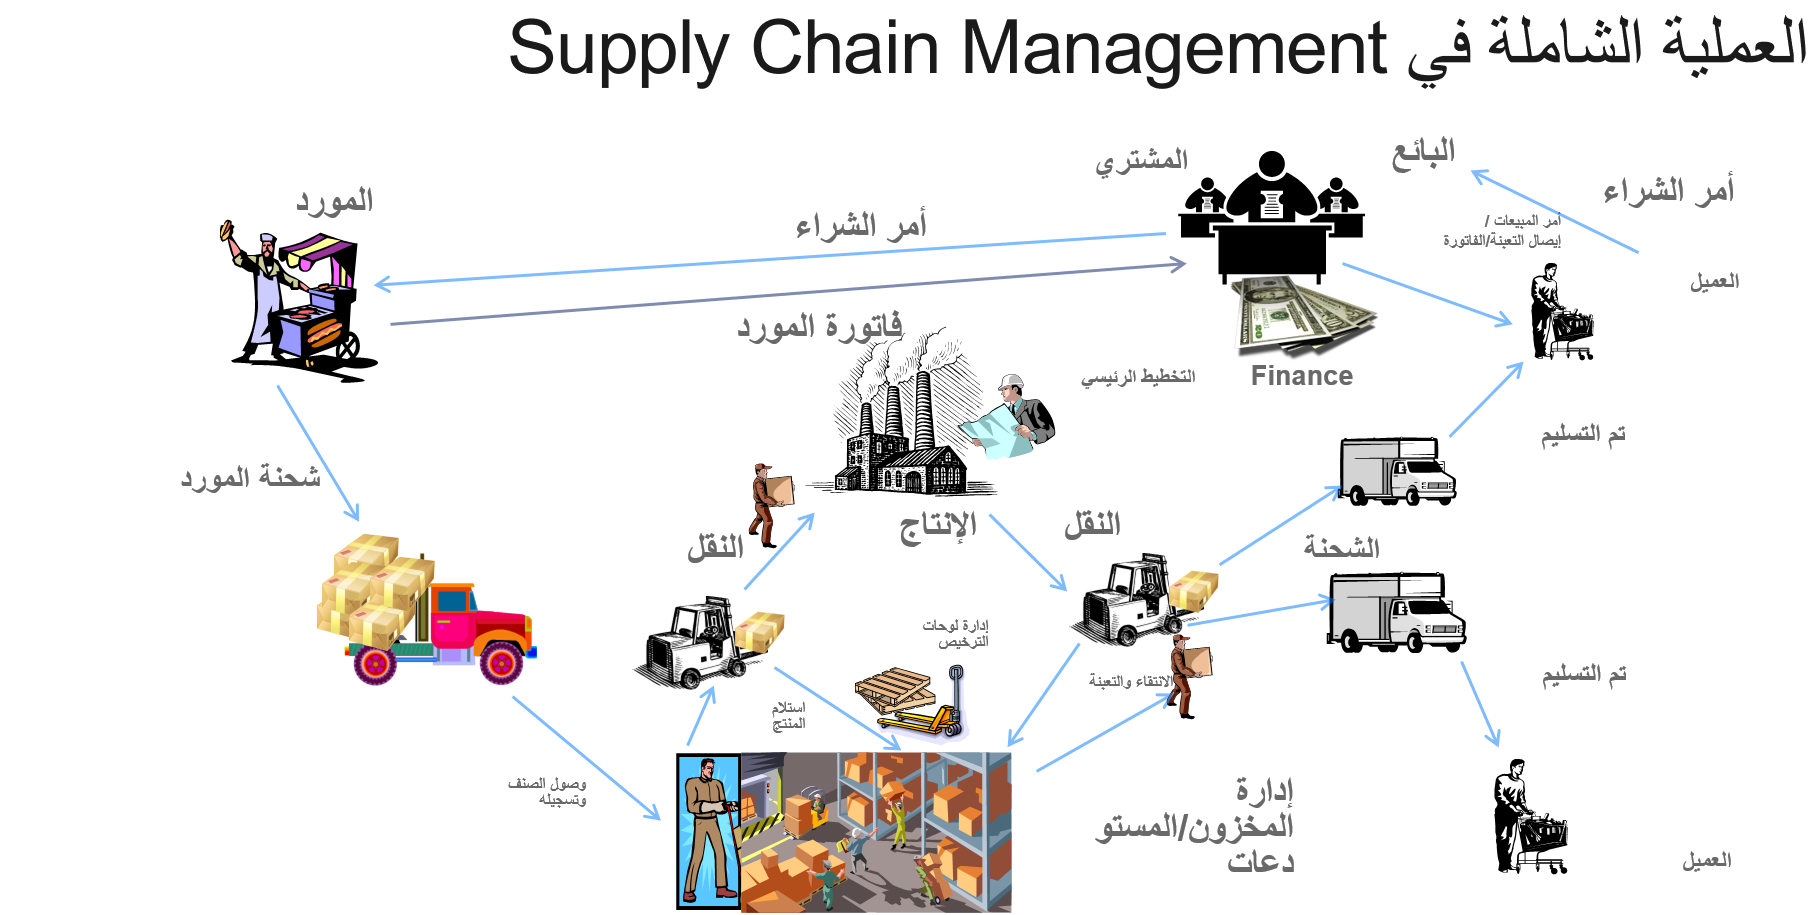 العملية الشاملة في Supply Chain Management
البائع
المشتري
أمر الشراء
المورد
أمر الشراء
أمر المبيعات /
إيصال التعبئة/الفاتورة
العميل
فاتورة المورد
التخطيط الرئيسي
Finance
تم التسليم
شحنة المورد
الإنتاج
النقل
النقل
الشحنة
إدارة لوحات
الترخيص
الانتقاء والتعبئة
تم التسليم
استلام
المنتج
وصول الصنف
وتسجيله
إدارة
المخزون/المستو
دعات
العميل